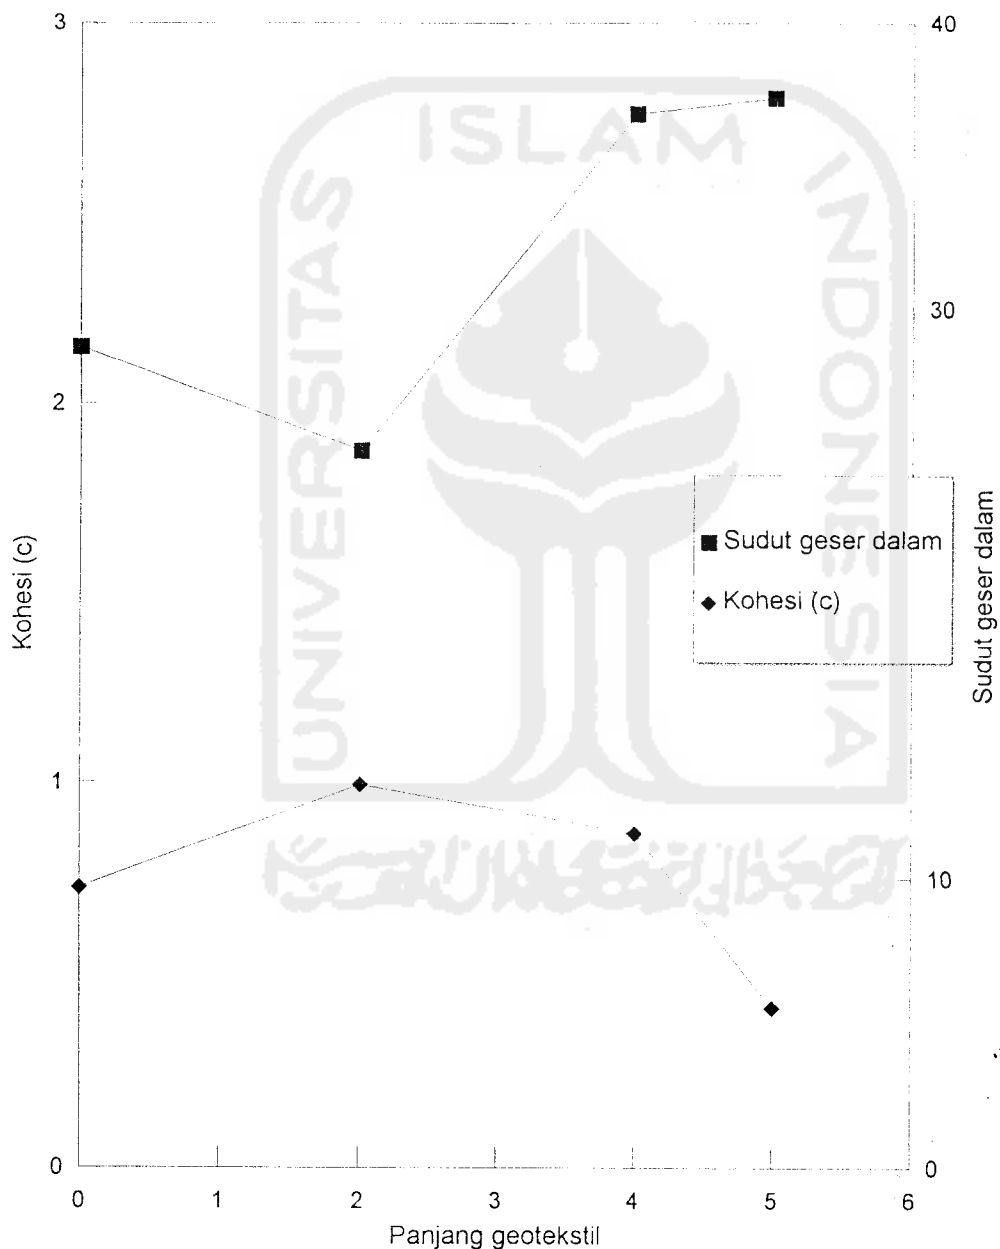 3
2
1
0
Kohesi (c)
40
30
10
0
Sudut geser dalam
Sudut geser dalam
Kohesi (c)
0 1 2 3 4 5 6
Panjang geotekstil
UNIVERSITAS
ISLAM
INDONESIA